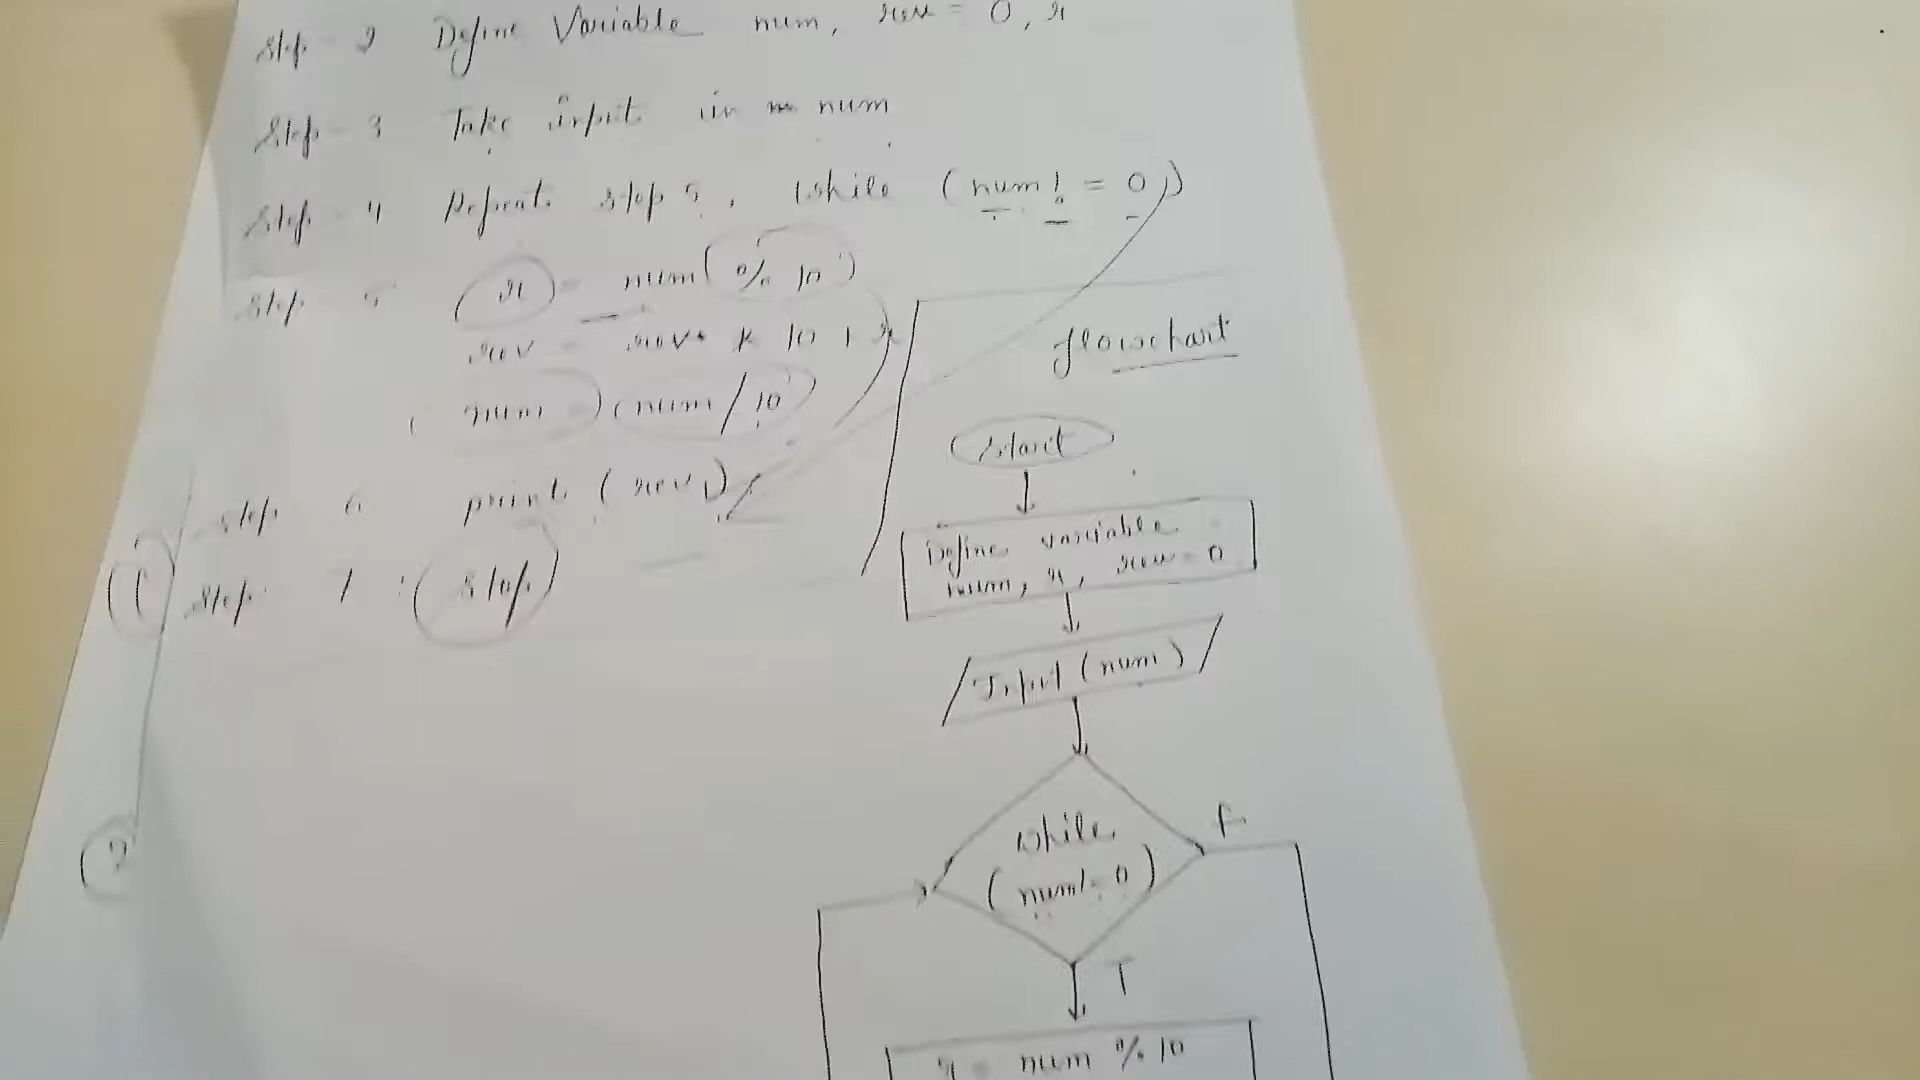 Step - 2 Define Variable num, rev = 0, r
Step - 3 Take input in num
Step - 4 Repeat step 5, While (num != 0)
Step - 5 r = num % 10
rev = rev * 10 + r
num = num / 10
Step 6 print (rev)
Step 7 : Stop
(1)
(2)
flowchart
Start
Define variable
num, r, rev = 0
Input (num)
while
(num != 0)
F
T
r = num % 10